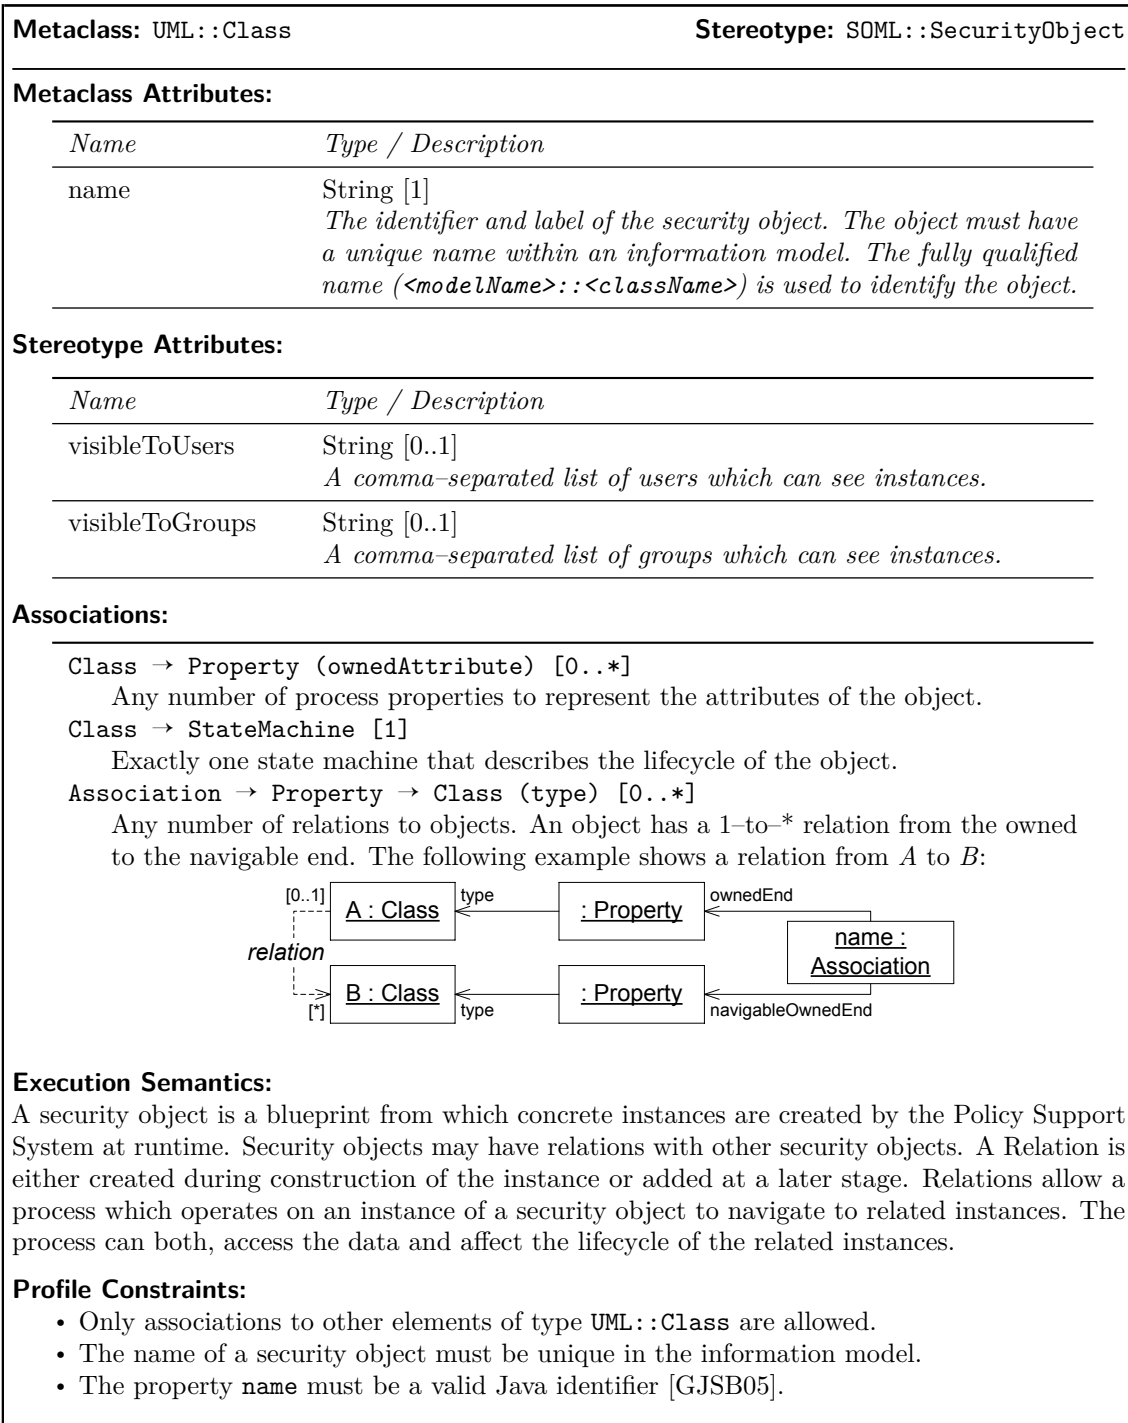 Metaclass: UML::Class Stereotype: SOML::SecurityObject
Metaclass Attributes:
Name Type / Description
name String [1]
The identifier and label of the security object. The object must have
a unique name within an information model. The fully qualified
name (<modelName>::<className>) is used to identify the object.
Stereotype Attributes:
Name Type / Description
visibleToUsers String [0..1]
A comma–separated list of users which can see instances.
visibleToGroups String [0..1]
A comma–separated list of groups which can see instances.
Associations:
Class → Property (ownedAttribute) [0..*]
Any number of process properties to represent the attributes of the object.
Class → StateMachine [1]
Exactly one state machine that describes the lifecycle of the object.
Association → Property → Class (type) [0..*]
Any number of relations to objects. An object has a 1–to–* relation from the owned
to the navigable end. The following example shows a relation from A to B:
[0..1] A : Class type : Property ownedEnd
name :
relation
Association
B : Class : Property
[*] type navigableOwnedEnd
Execution Semantics:
A security object is a blueprint from which concrete instances are created by the Policy Support
System at runtime. Security objects may have relations with other security objects. A Relation is
either created during construction of the instance or added at a later stage. Relations allow a
process which operates on an instance of a security object to navigate to related instances. The
process can both, access the data and affect the lifecycle of the related instances.
Profile Constraints:
• Only associations to other elements of type UML::Class are allowed.
• The name of a security object must be unique in the information model.
• The property name must be a valid Java identifier [GJSB05].